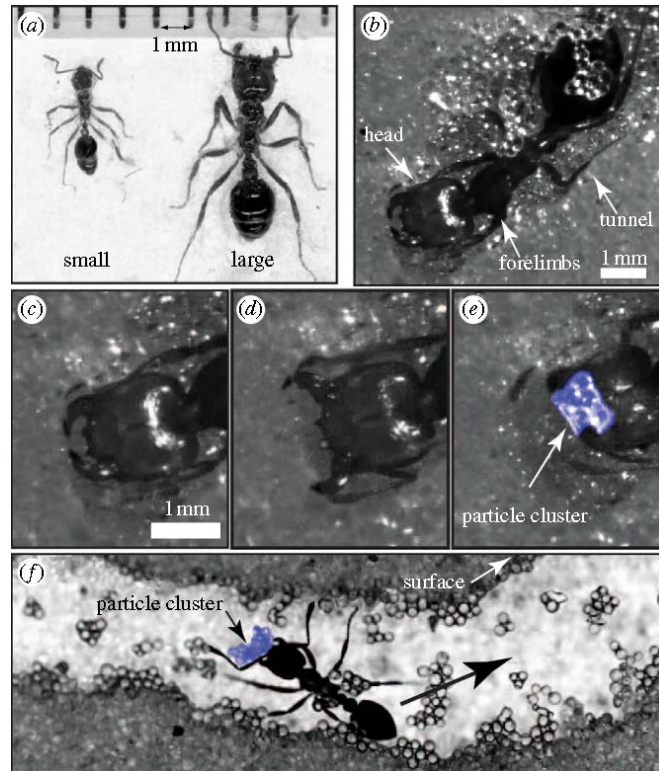 (a)
1 mm
small
large
(b)
head
tunnel
forelimbs
1 mm
(c)
1 mm
(d)
(e)
particle cluster
(f)
surface
particle cluster